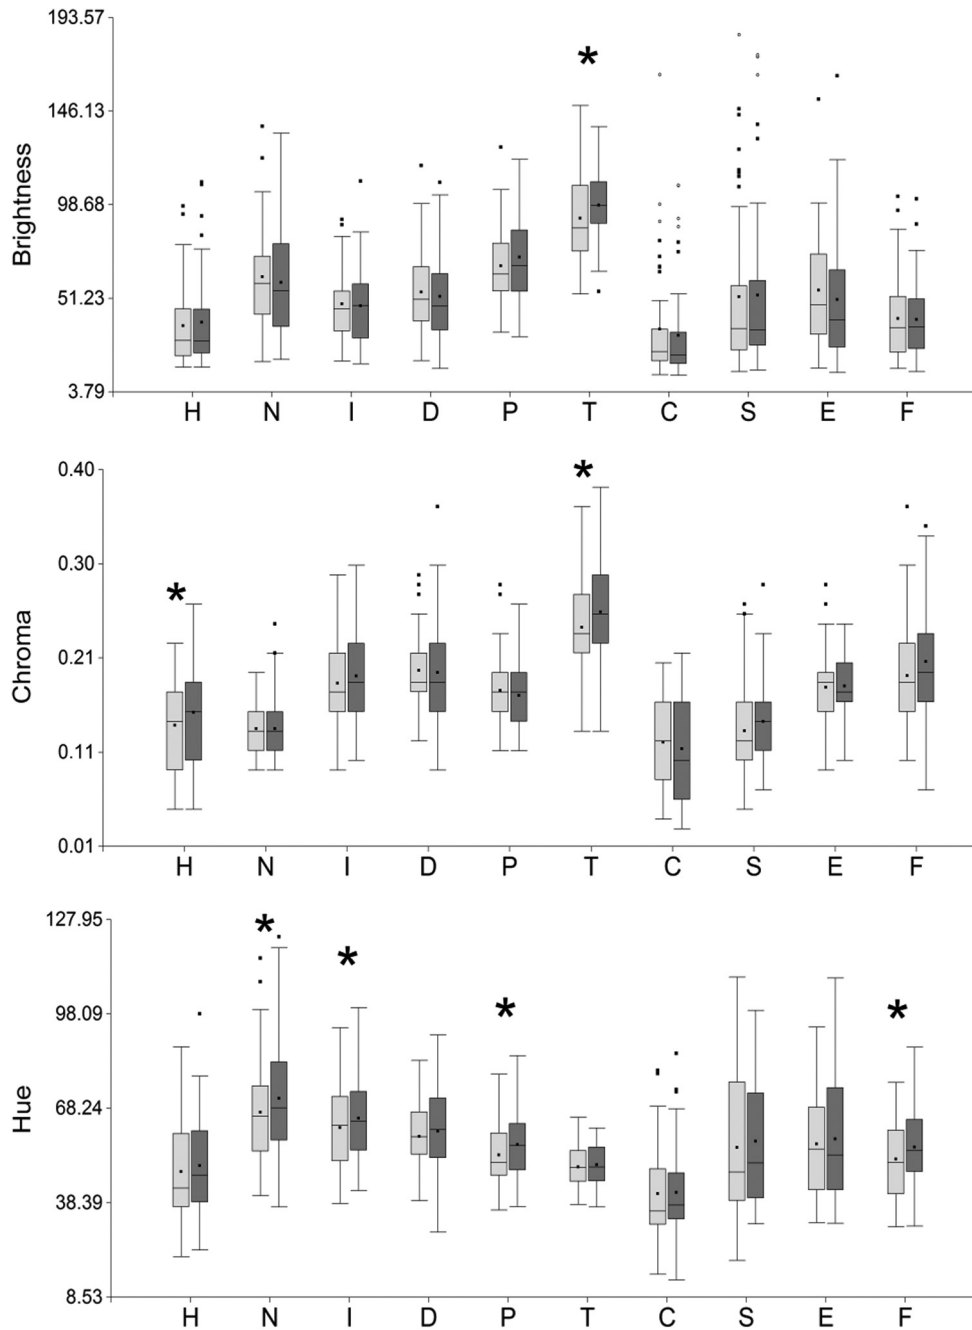 193.57
146.13
98.68
51.23
3.79
Brightness
*
H N I D P T C S E F
0.40
0.30
0.21
0.11
0.01
Chroma
* *
H N I D P T C S E F
127.95
98.09
68.24
38.39
8.53
Hue
* * * *
H N I D P T C S E F